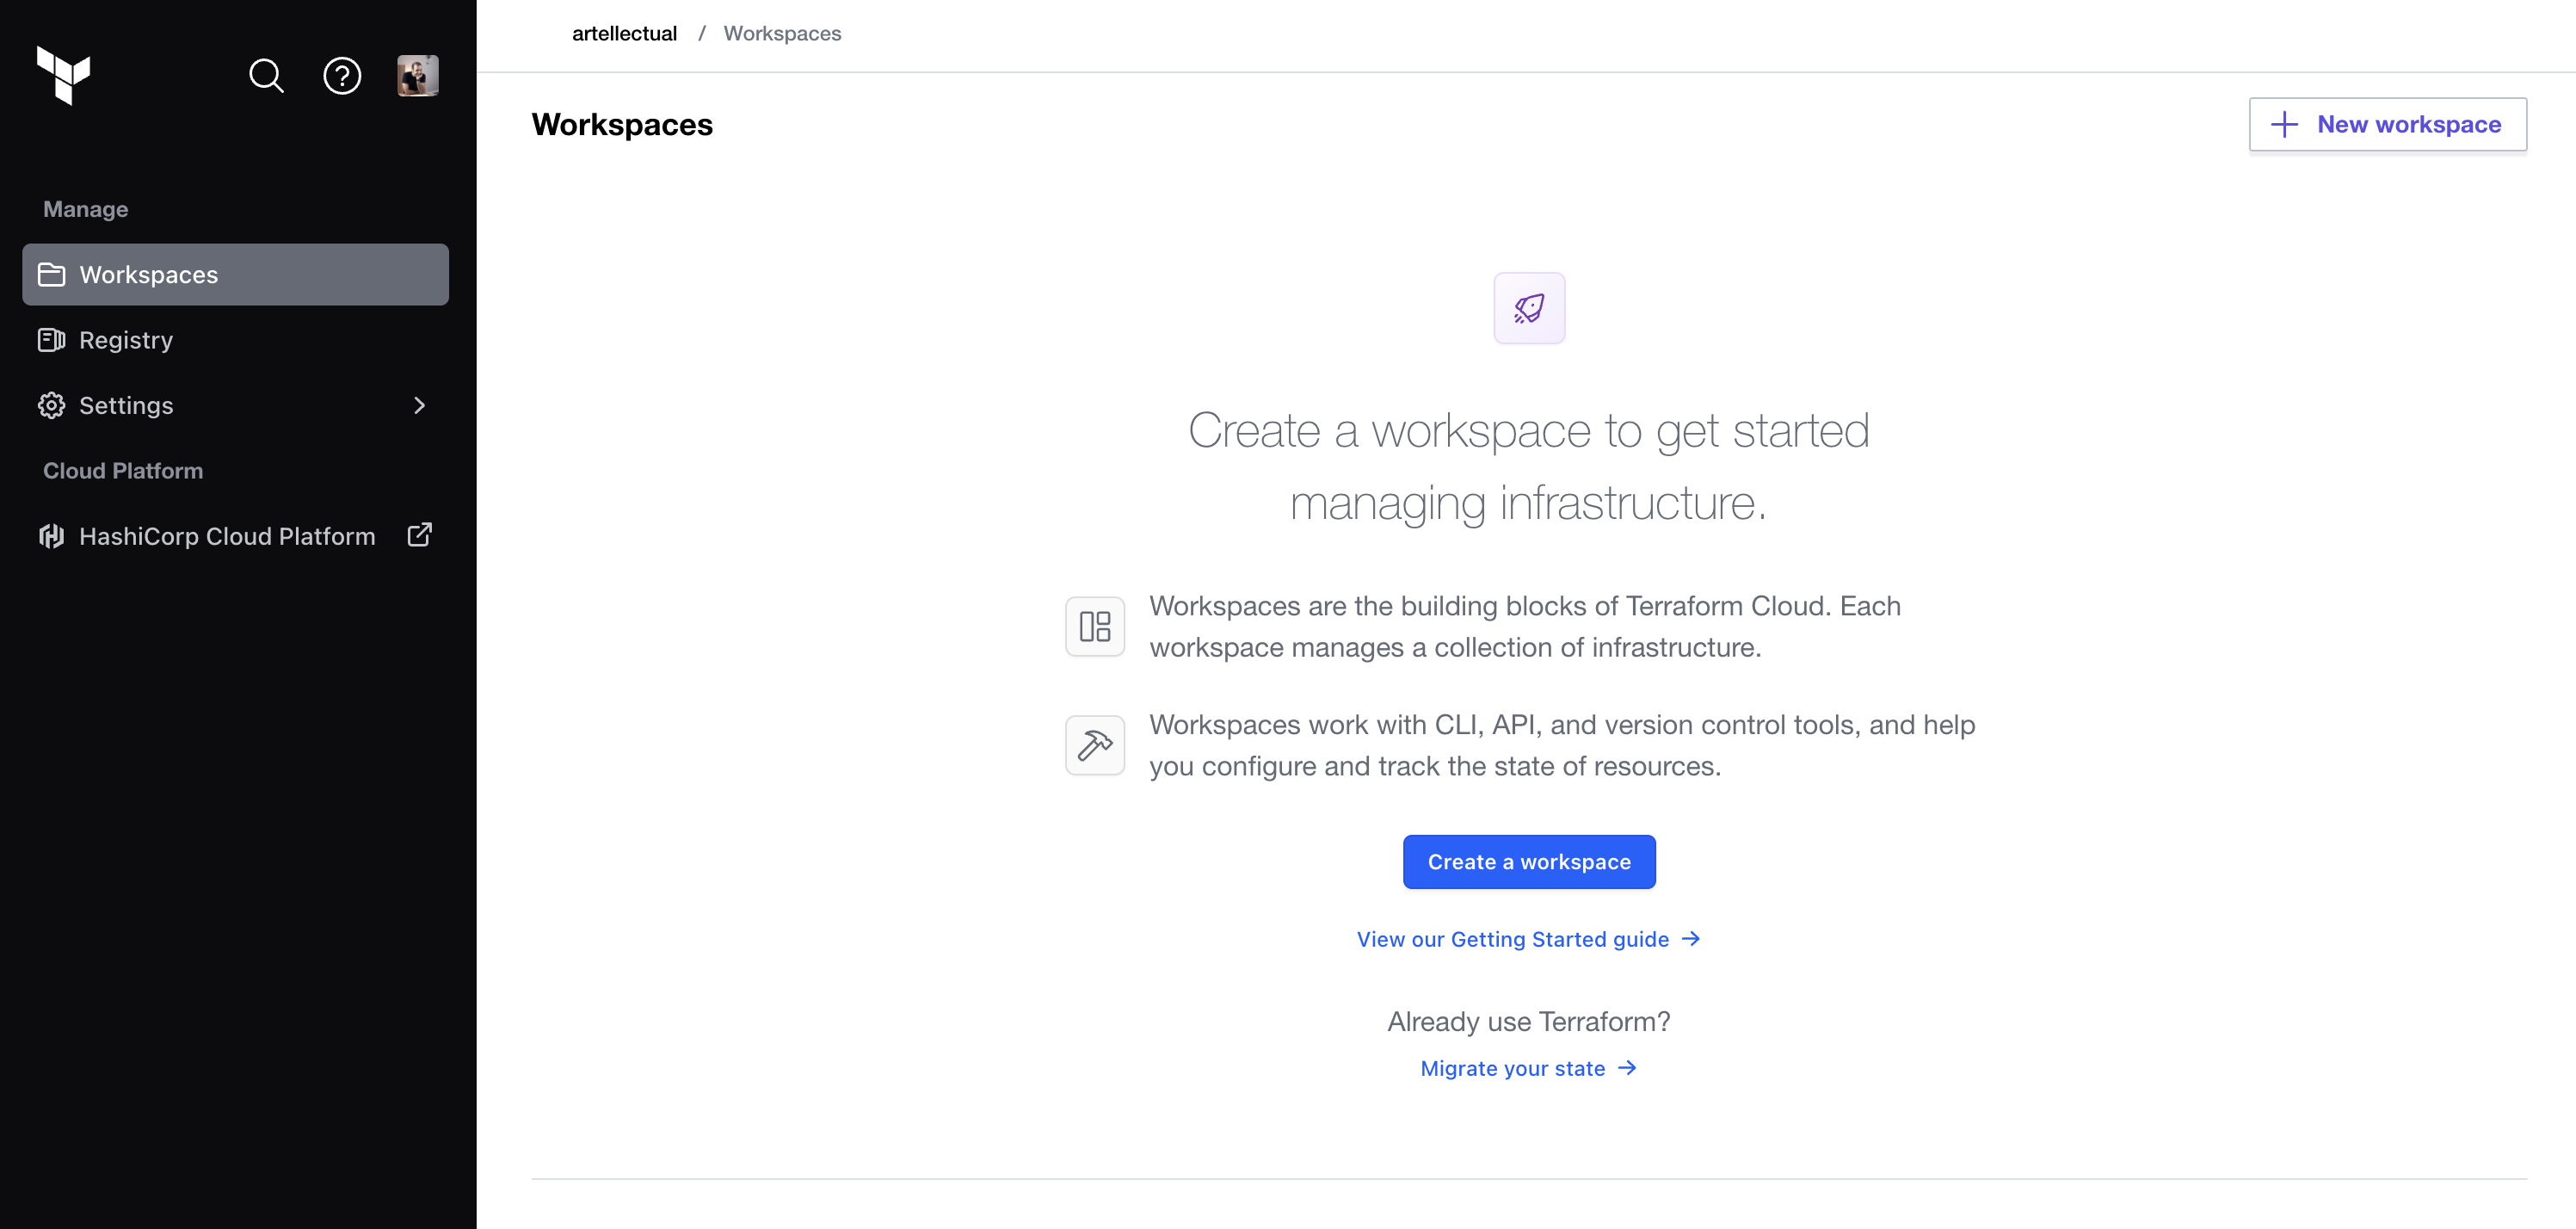 artellectual / Workspaces
Manage
Workspaces
Registry
Settings
Cloud Platform
HashiCorp Cloud Platform
Workspaces
New workspace
Create a workspace to get started
managing infrastructure.
Workspaces are the building blocks of Terraform Cloud. Each
workspace manages a collection of infrastructure.
Workspaces work with CLI, API, and version control tools, and help
you configure and track the state of resources.
Create a workspace
View our Getting Started guide →
Already use Terraform?
Migrate your state →